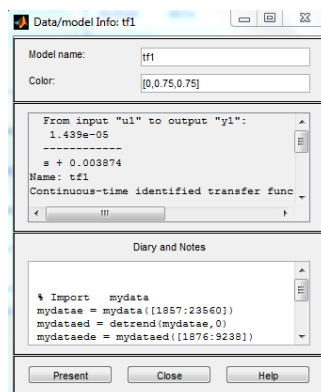 Data/model Info: tf1
Model name:
tf1
Color:
[0,0.75,0.75]
From input "u1" to output "y1":
1.439e-05
------------
s + 0.003874
Name: tf1
Continuous-time identified transfer func
Diary and Notes
% Import   mydata
mydatae = mydata([1857:23560])
mydataed = detrend(mydatae,0)
mydataede = mydataed([1876:9238])
Present
Close
Help